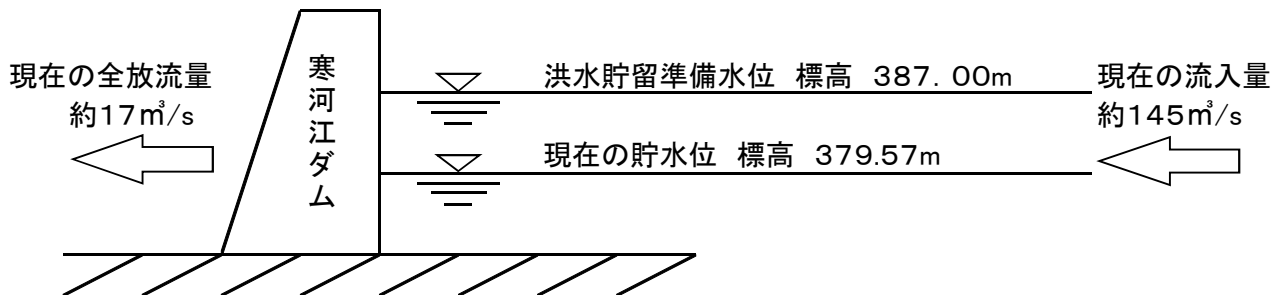 現在の全放流量
約17㎥/s
寒河江ダム
洪水貯留準備水位 標高 387.00m
現在の貯水位 標高 379.57m
現在の流入量
約145㎥/s